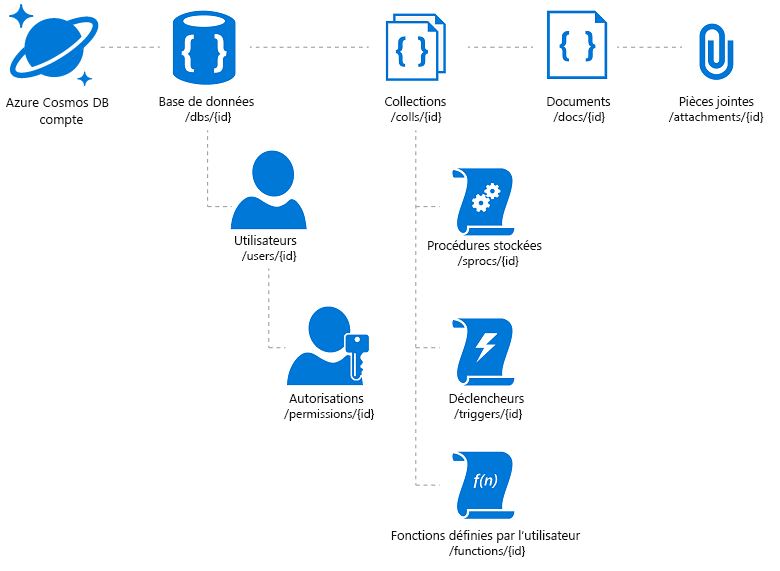 Azure Cosmos DB
compte
Base de données
/dbs/{id}
Collections
/colls/{id}
Documents
/docs/{id}
Pièces jointes
/attachments/{id}
Utilisateurs
/users/{id}
Procédures stockées
/sprocs/{id}
Autorisations
/permissions/{id}
Déclencheurs
/triggers/{id}
f(n)
Fonctions définies par l'utilisateur
/functions/{id}